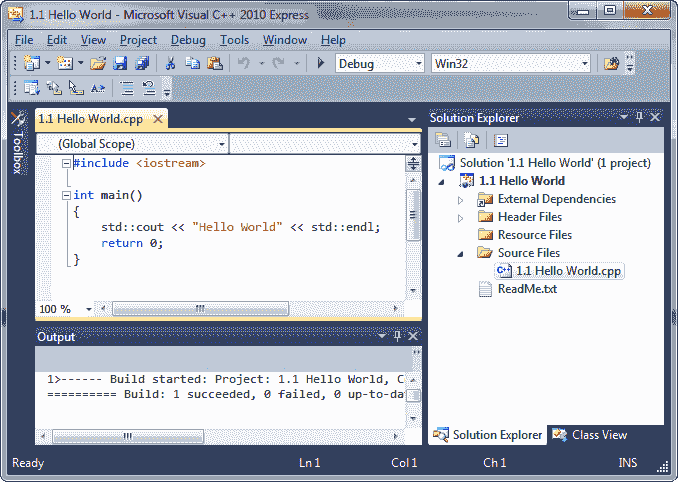 1.1 Hello World - Microsoft Visual C++ 2010 Express
File Edit View Project Debug Tools Window Help
Debug Win32
Toolbox
1.1 Hello World.cpp
(Global Scope)
#include <iostream>
int main()
{
std::cout << "Hello World" << std::endl;
return 0;
}
100 %
Output
1>------ Build started: Project: 1.1 Hello World, C
========== Build: 1 succeeded, 0 failed, 0 up-to-da
Solution Explorer
Solution '1.1 Hello World' (1 project)
1.1 Hello World
External Dependencies
Header Files
Resource Files
Source Files
1.1 Hello World.cpp
ReadMe.txt
Solution Explorer Class View
Ready Ln 1 Col 1 Ch 1 INS